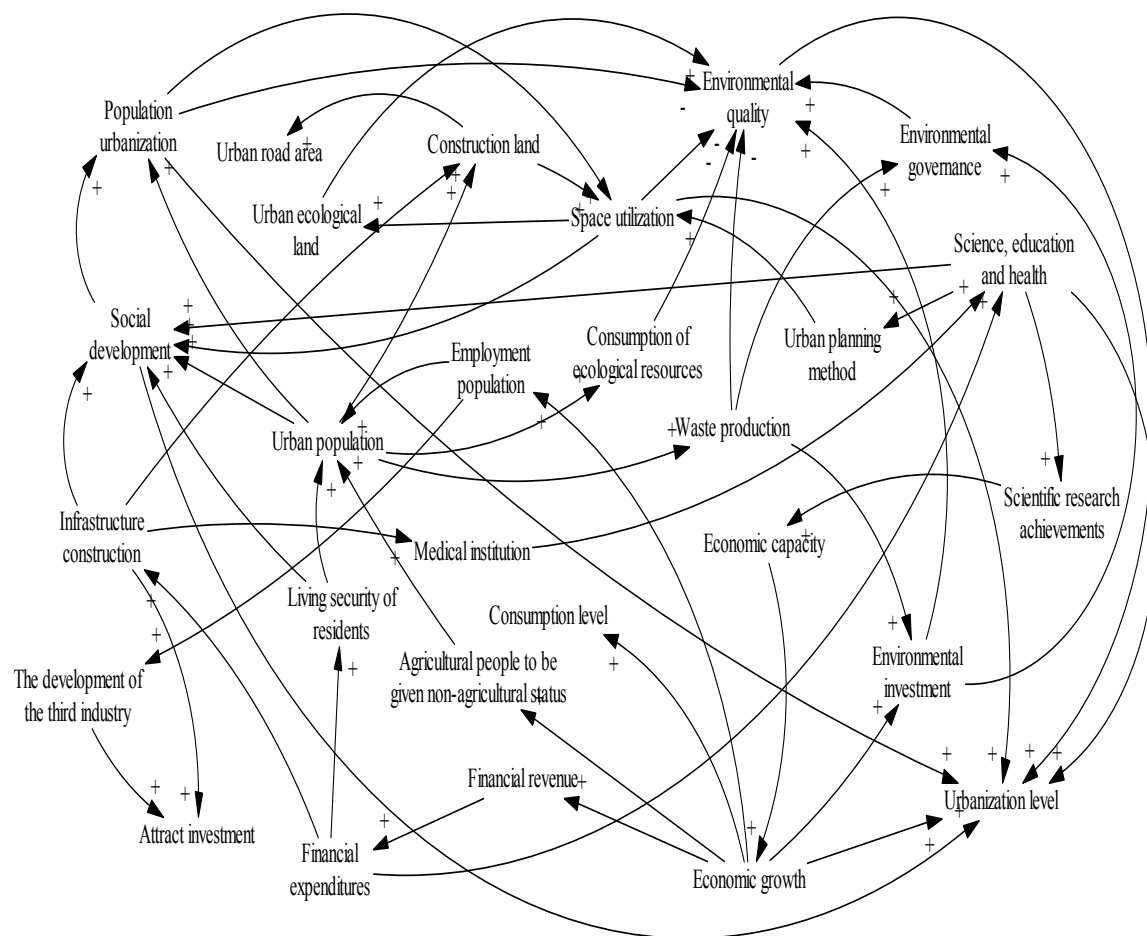 Environmental
quality
Population
urbanization
Urban road area
Construction land
Environmental
governance
Urban ecological
land
Space utilization
Science, education
and health
Social
development
Employment
population
Consumption of
ecological resources
Urban planning
method
Urban population
Waste production
Infrastructure
construction
Medical institution
Economic capacity
Scientific research
achievements
Living security of
residents
Consumption level
Agricultural people to be
given non-agricultural status
Environmental
investment
The development of
the third industry
Financial revenue
Urbanization level
Attract investment
Financial
expenditures
Economic growth